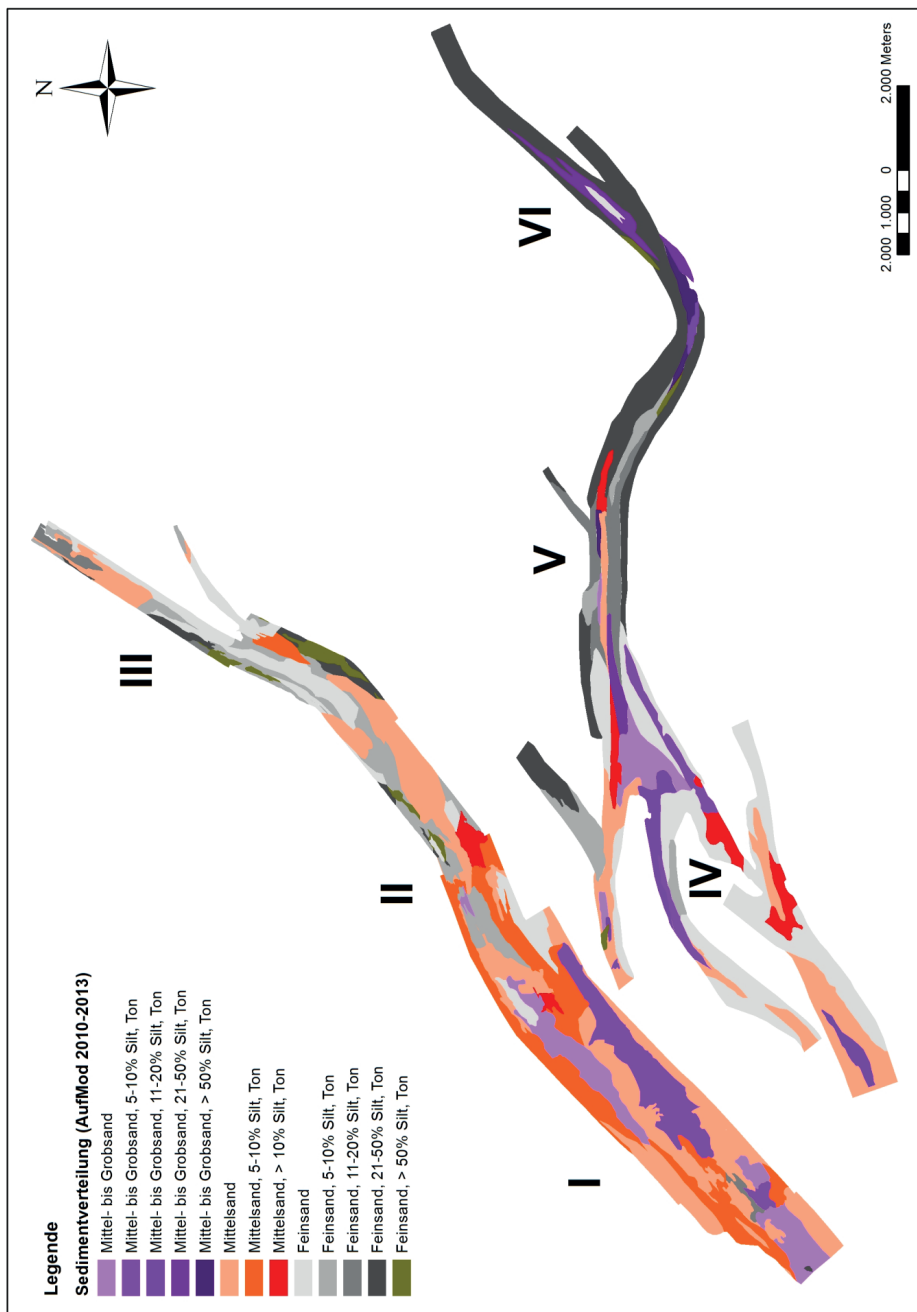 Legende
Sedimentverteilung (AufMod 2010-2013)
Mittel- bis Grobsand
Mittel- bis Grobsand, 5-10% Silt, Ton
Mittel- bis Grobsand, 11-20% Silt, Ton
Mittel- bis Grobsand, 21-50% Silt, Ton
Mittel- bis Grobsand, > 50% Silt, Ton
Mittelsand
Mittelsand, 5-10% Silt, Ton
Mittelsand, > 10% Silt, Ton
Feinsand
Feinsand, 5-10% Silt, Ton
Feinsand, 11-20% Silt, Ton
Feinsand, 21-50% Silt, Ton
Feinsand, > 50% Silt, Ton
I
II
III
IV
V
VI
N
2.000 1.000 0 2.000 Meters